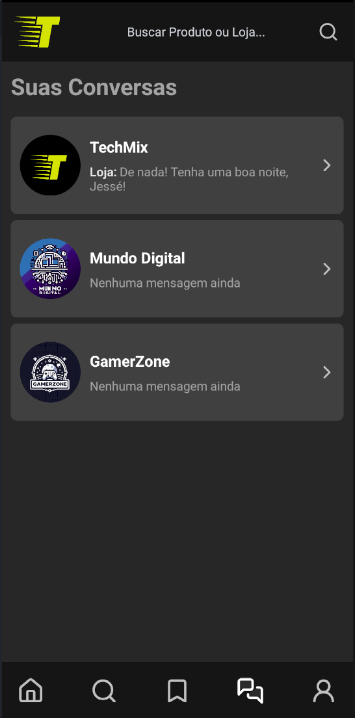 T
Buscar Produto ou Loja...
Suas Conversas
T
TechMix
Loja: De nada! Tenha uma boa noite,
Jessé!
MUNDO
DIGITAL
Mundo Digital
Nenhuma mensagem ainda
GAMERZONE
GamerZone
Nenhuma mensagem ainda